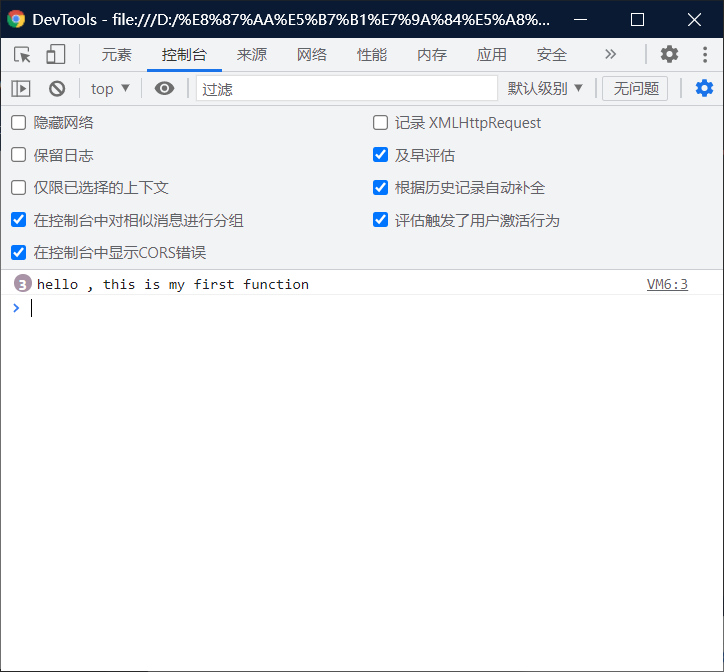 DevTools - file:///D:/%E8%87%AA%E5%B7%B1%E7%9A%84%E5%A8%...
元素 控制台 来源 网络 性能 内存 应用 安全 »
top ▼ 过滤 默认级别 ▼ 无问题
隐藏网络 记录 XMLHttpRequest
保留日志 及早评估
仅限已选择的上下文 根据历史记录自动补全
在控制台中对相似消息进行分组 评估触发了用户激活行为
在控制台中显示CORS错误
3 hello , this is my first function VM6:3
>